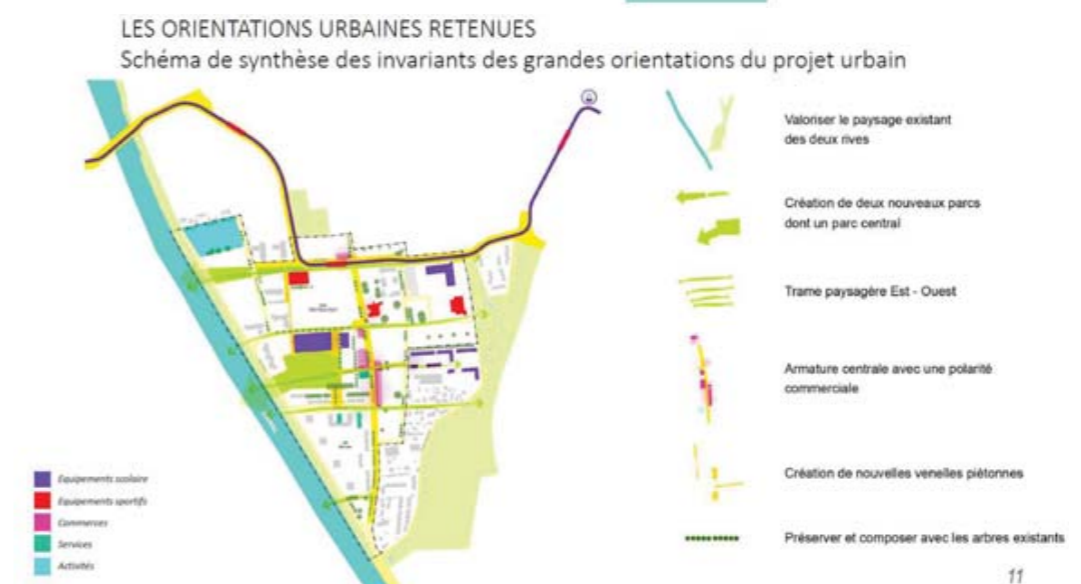 LES ORIENTATIONS URBAINES RETENUES
Schéma de synthèse des invariants des grandes orientations du projet urbain
Valoriser le paysage existant
des deux rives
Création de deux nouveaux parcs
dont un parc central
Trame paysagère Est - Ouest
Armature centrale avec une polarité
commerciale
Création de nouvelles venelles piètonnes
Préserver et composer avec les arbres existants
Equipements scolaire
Equipements sportifs
Commerces
Services
Activités
11